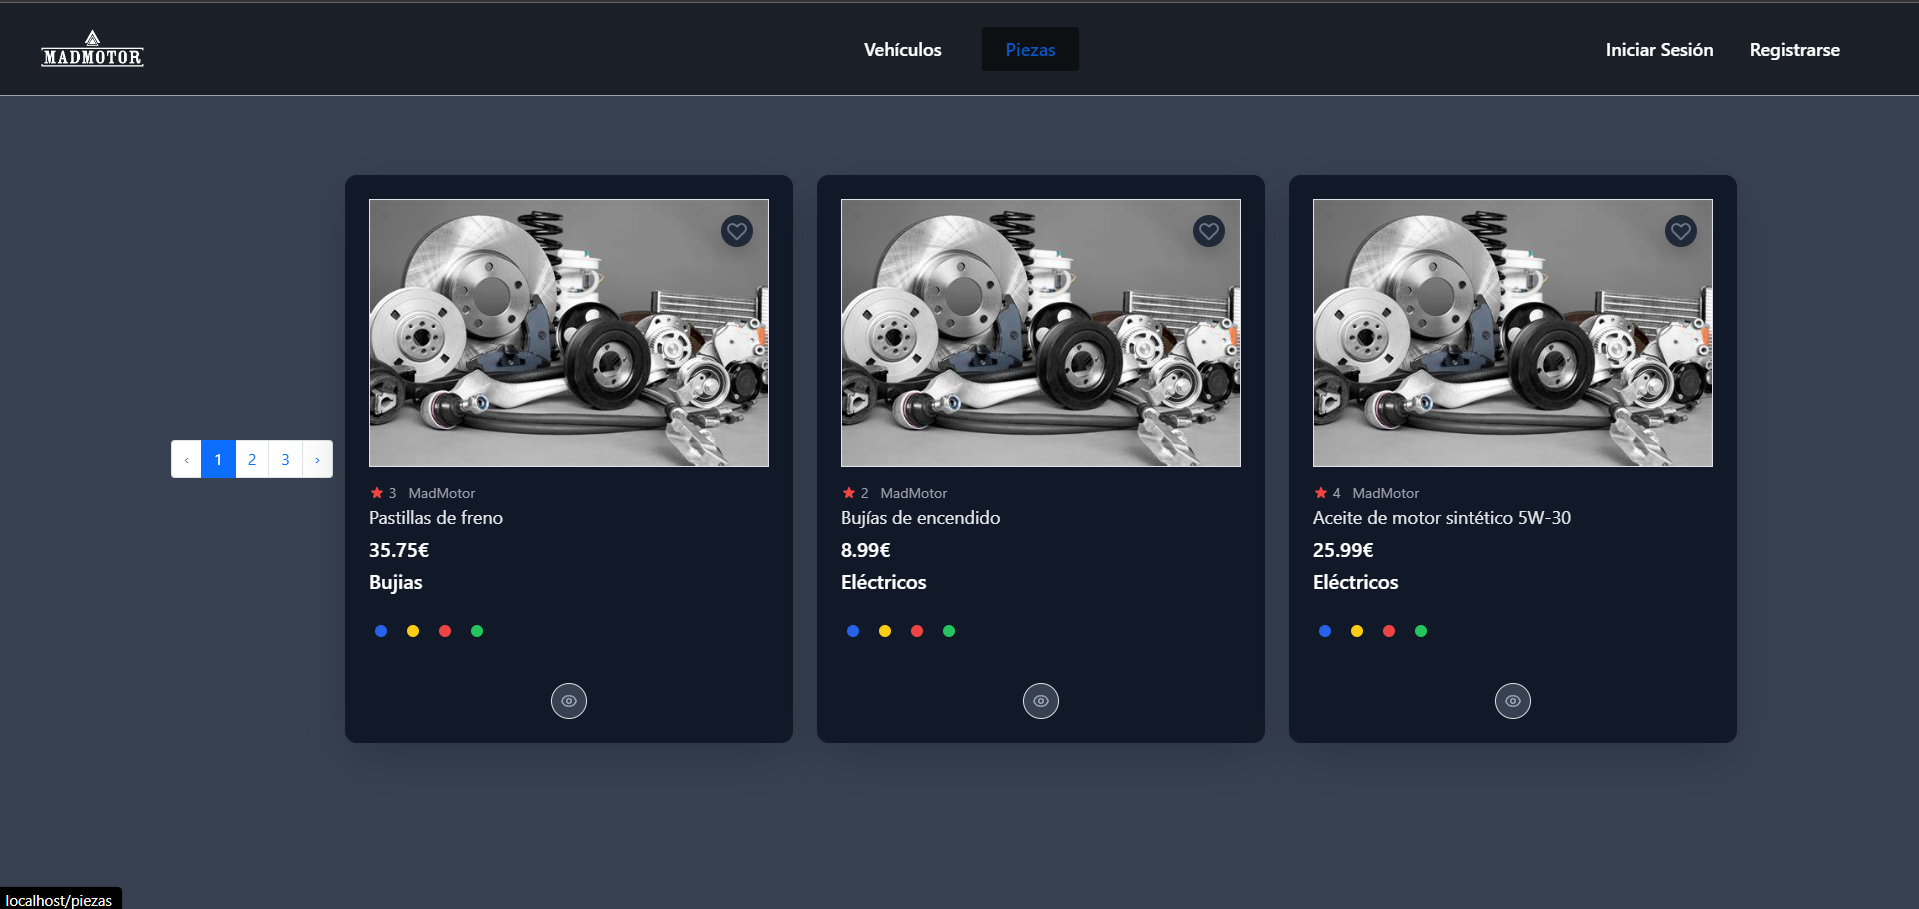 MADMOTOR
Vehículos
Piezas
Iniciar Sesión
Registrarse
‹ 1 2 3 ›
3 MadMotor
Pastillas de freno
35.75€
Bujias
2 MadMotor
Bujías de encendido
8.99€
Eléctricos
4 MadMotor
Aceite de motor sintético 5W-30
25.99€
Eléctricos
localhost/piezas